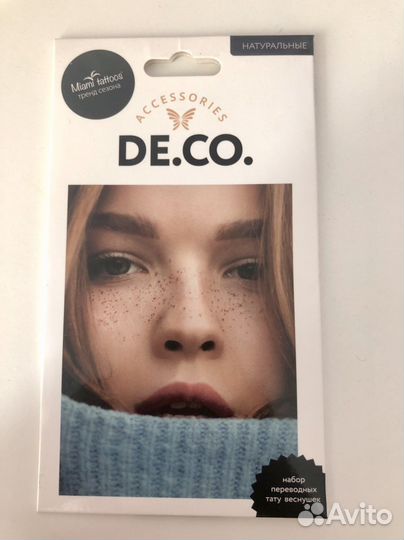 НАТУРАЛЬНЫЕ
Miami tattoos
тренд сезона
ACCESSORIES
DE.CO.
набор
переводных
тату веснушек
Avito